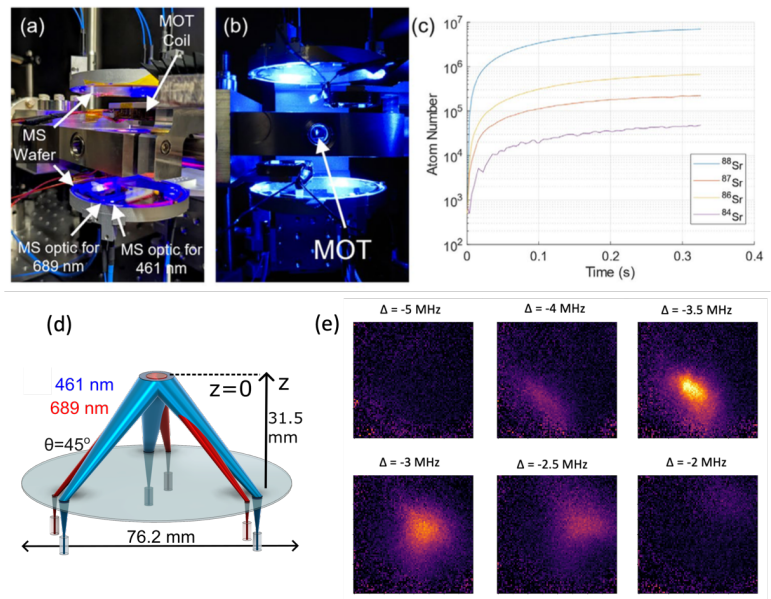 (a)
MOT
Coil
MS
Wafer
MS optic for
689 nm
MS optic for
461 nm
(b)
MOT
(c)
10⁷
10⁶
10⁵
10⁴
10³
10²
Atom Number
0
0.1
0.2
0.3
0.4
Time (s)
⁸⁸Sr
⁸⁷Sr
⁸⁶Sr
⁸⁴Sr
(d)
461 nm
689 nm
θ=45º
z=0
z
31.5
mm
76.2 mm
(e)
Δ = -5 MHz
Δ = -4 MHz
Δ = -3.5 MHz
Δ = -3 MHz
Δ = -2.5 MHz
Δ = -2 MHz